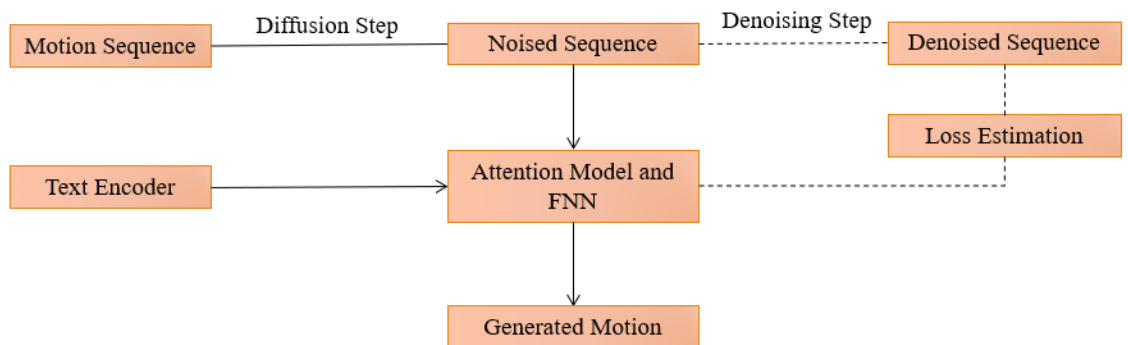 Motion Sequence
Diffusion Step
Noised Sequence
Denoising Step
Denoised Sequence
Loss Estimation
Text Encoder
Attention Model and
FNN
Generated Motion